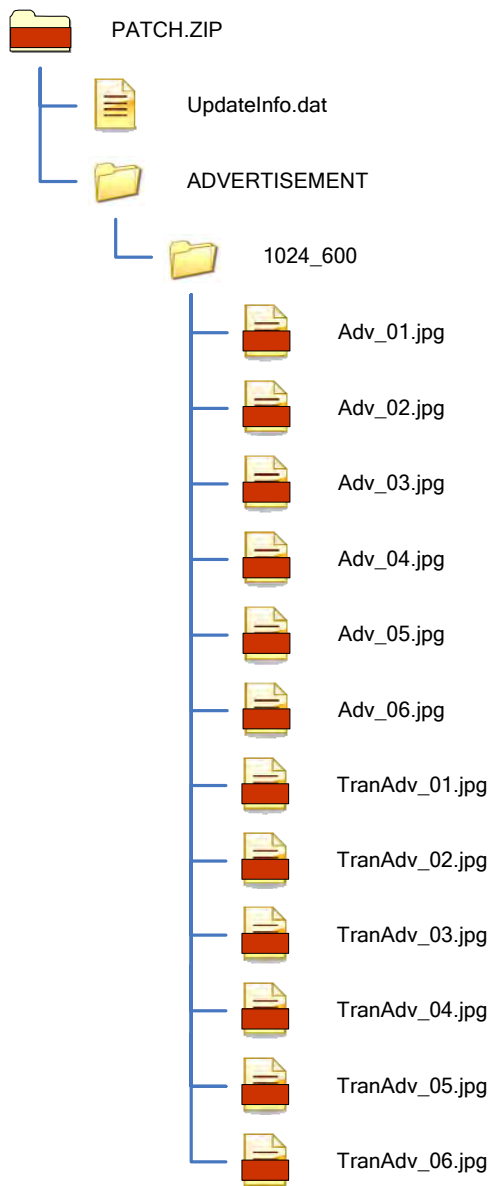 PATCH.ZIP
UpdateInfo.dat
ADVERTISEMENT
1024_600
Adv_01.jpg
Adv_02.jpg
Adv_03.jpg
Adv_04.jpg
Adv_05.jpg
Adv_06.jpg
TranAdv_01.jpg
TranAdv_02.jpg
TranAdv_03.jpg
TranAdv_04.jpg
TranAdv_05.jpg
TranAdv_06.jpg